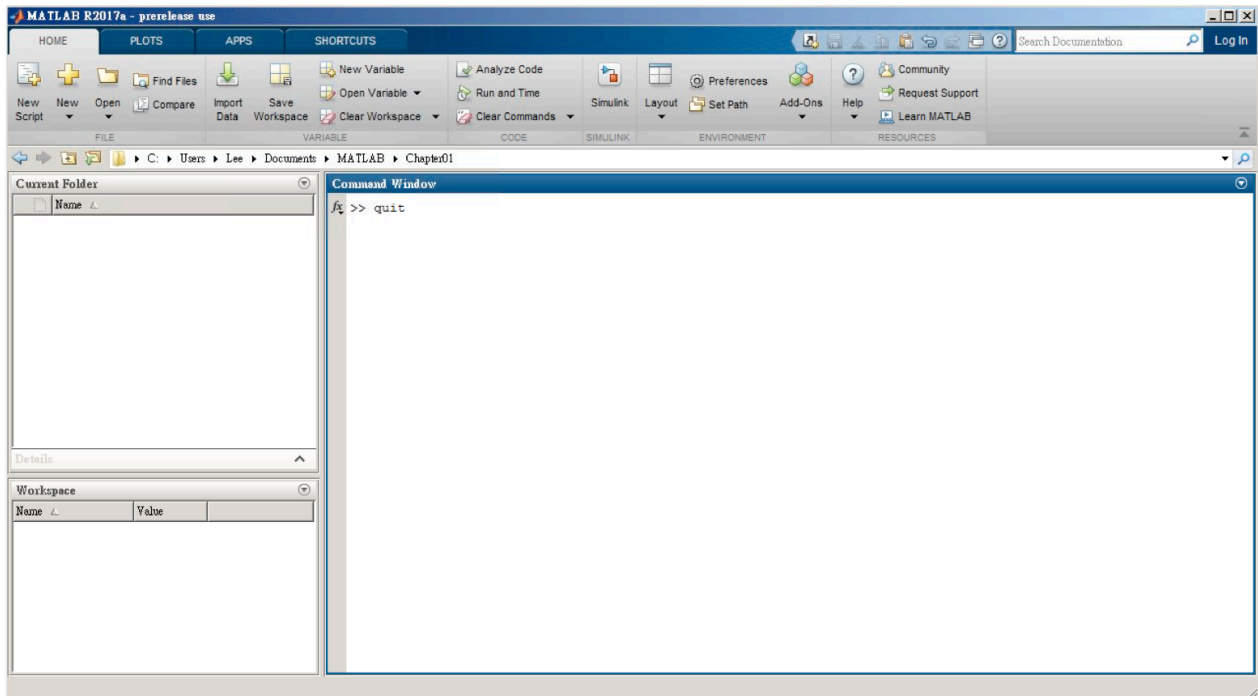 MATLAB R2017a - prerelease use
HOME PLOTS APPS SHORTCUTS Search Documentation Log In
New Script New Open Find Files Compare Import Data Save Workspace New Variable Open Variable Clear Workspace Analyze Code Run and Time Clear Commands Simulink Layout Preferences Set Path Add-Ons Help Community Request Support Learn MATLAB
FILE VARIABLE CODE SIMULINK ENVIRONMENT RESOURCES
C: Users Lee Documents MATLAB Chapter01
Current Folder
Name
Details
Workspace
Name Value
Command Window
fx >> quit